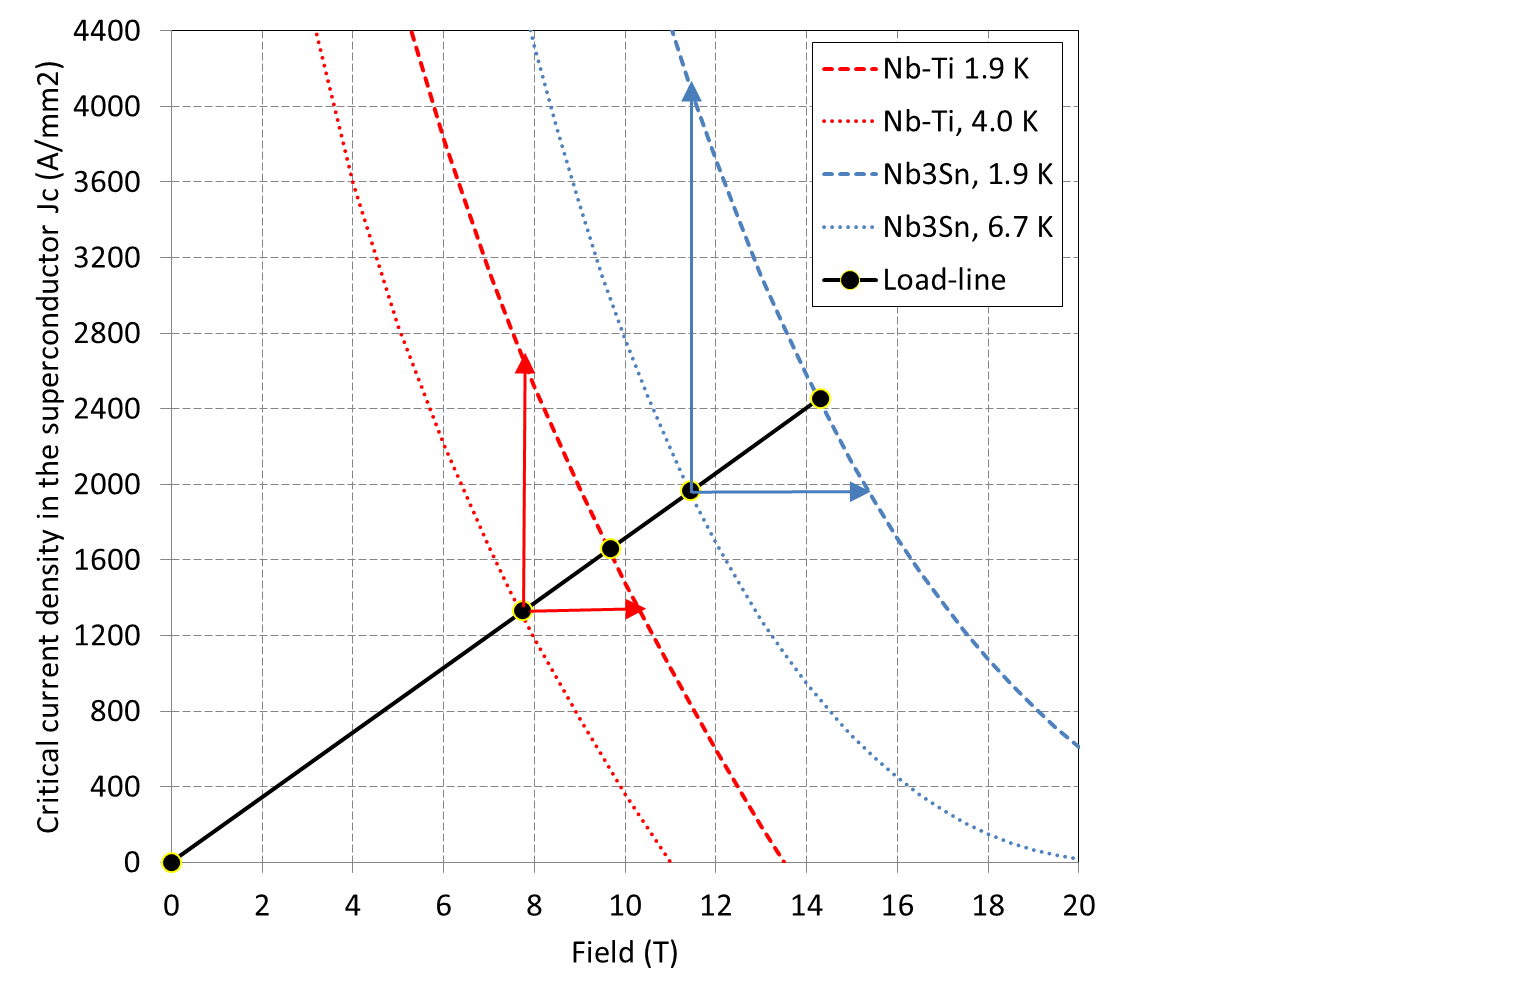 Critical current density in the superconductor Jc (A/mm2)
4400
4000
3600
3200
2800
2400
2000
1600
1200
800
400
0
0 2 4 6 8 10 12 14 16 18 20
Field (T)
Nb-Ti 1.9 K
Nb-Ti, 4.0 K
Nb3Sn, 1.9 K
Nb3Sn, 6.7 K
Load-line